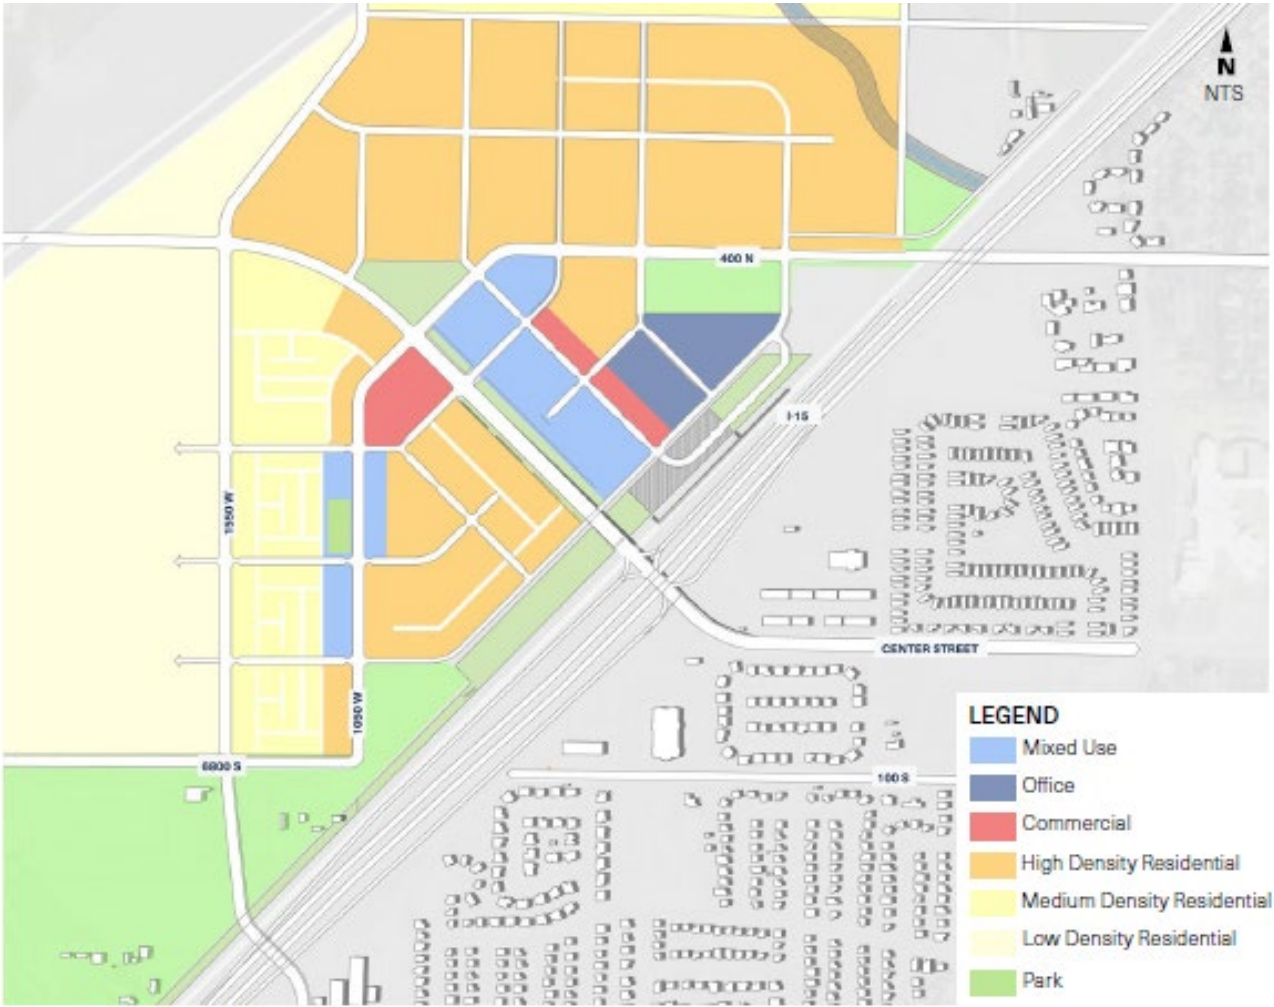 N
NTS
400 N
I-15
1550 W
CENTER STREET
1050 W
6800 S
100 S
LEGEND
Mixed Use
Office
Commercial
High Density Residential
Medium Density Residential
Low Density Residential
Park